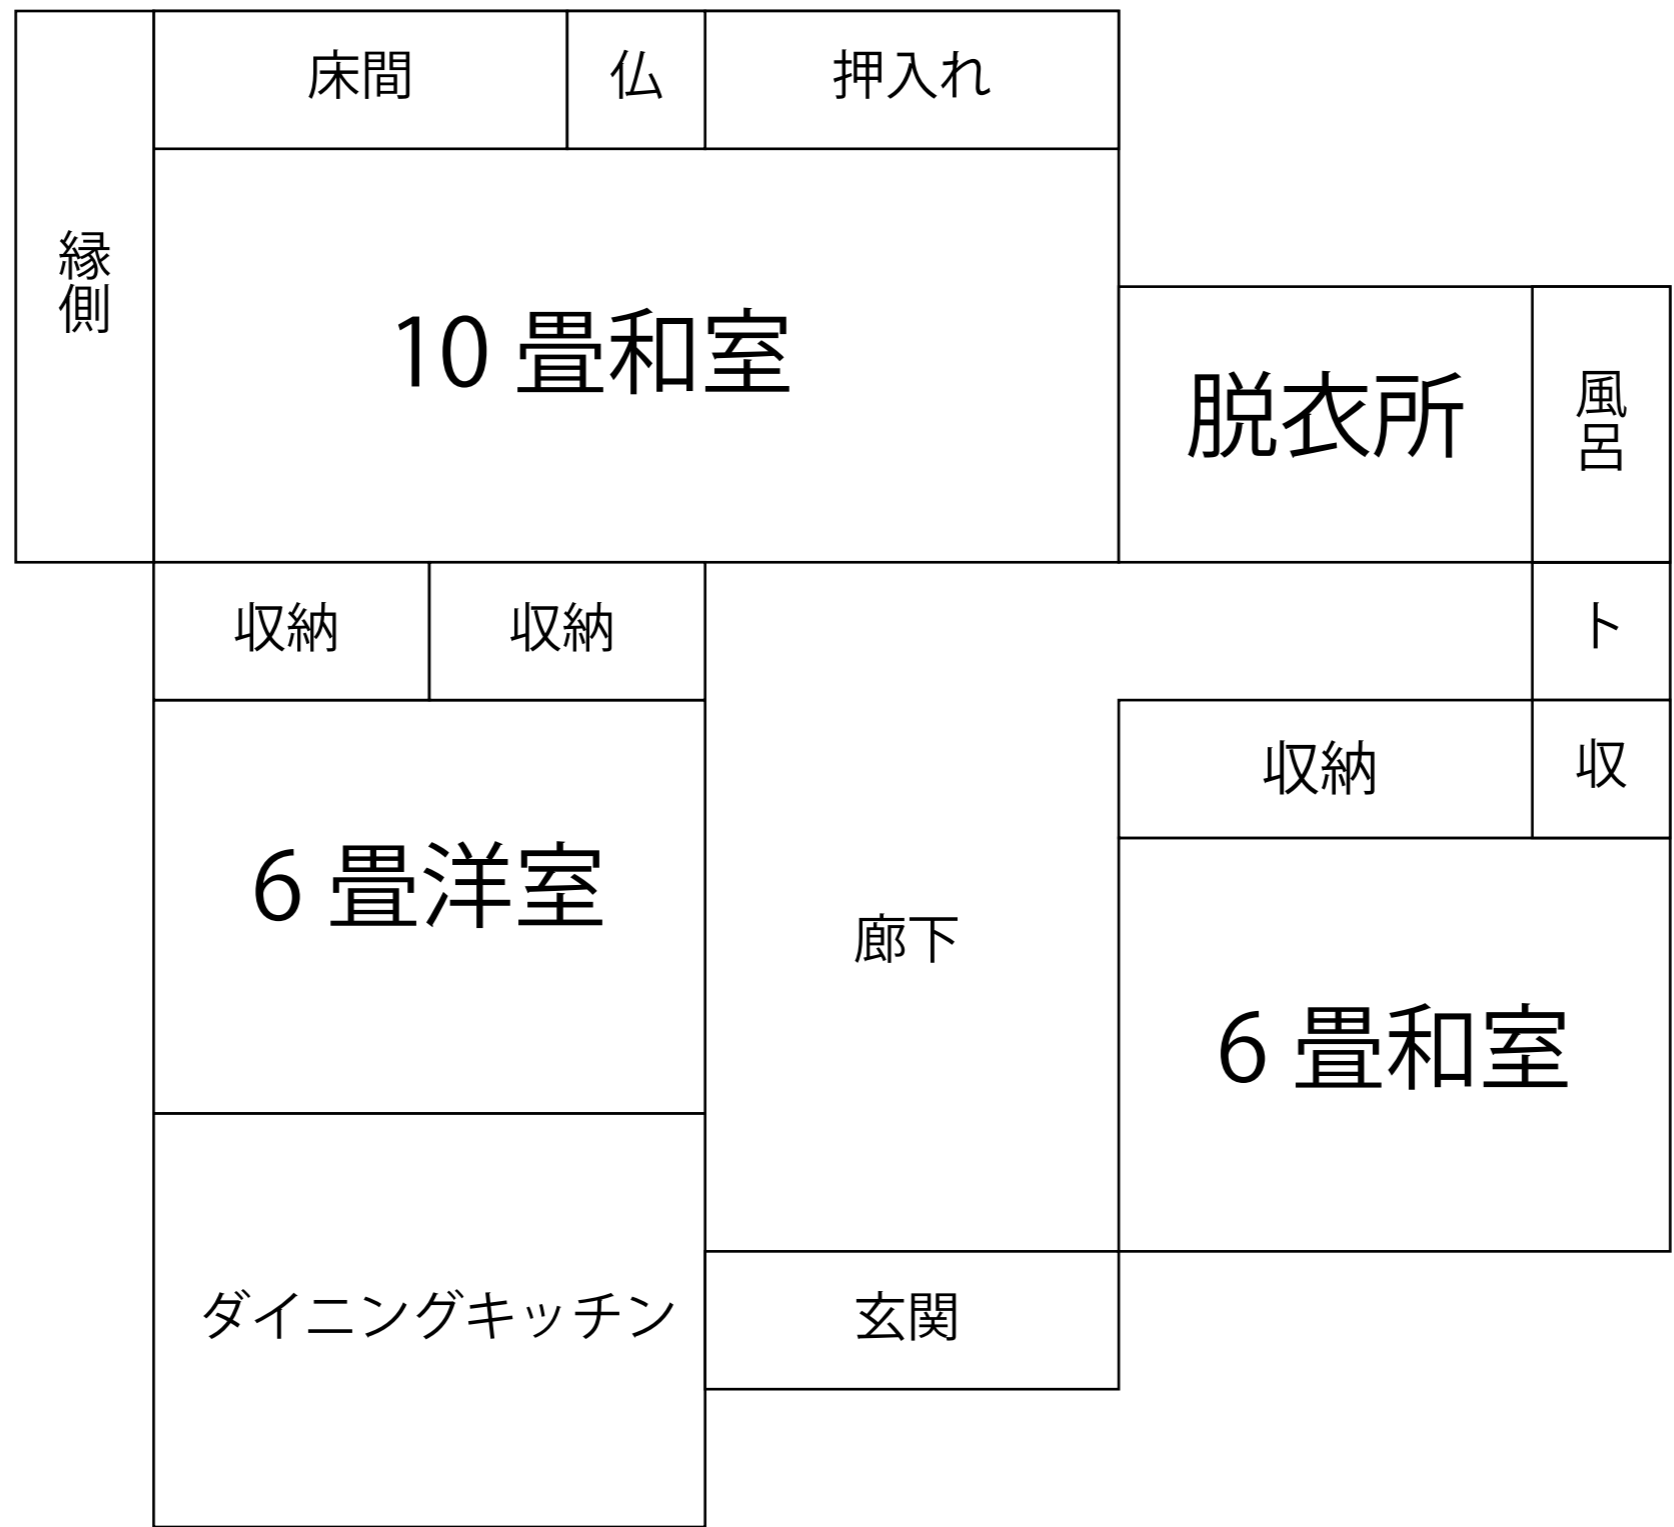 床間
仏
押入れ
縁側
10 畳和室
脱衣所
風呂
収納
収納
ト
収納
収
6 畳洋室
廊下
6 畳和室
ダイニングキッチン
玄関